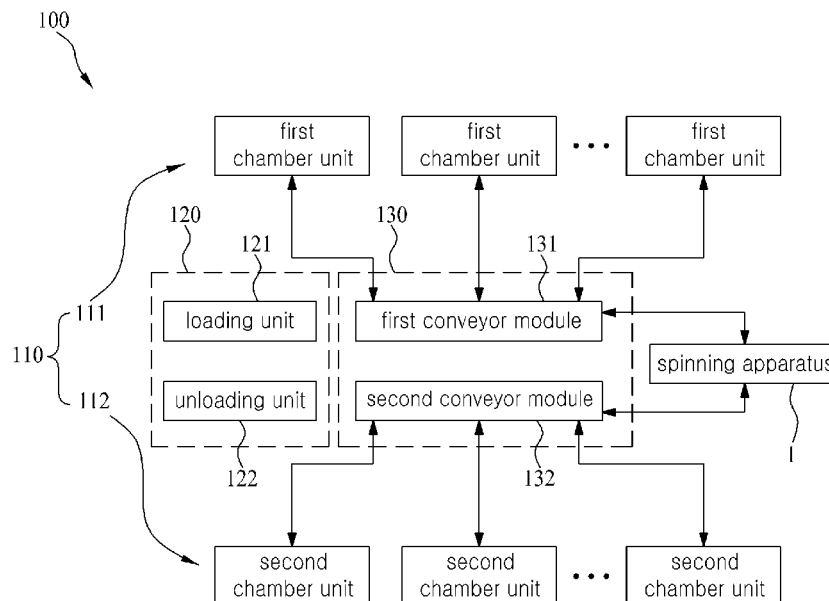 100
first
chamber unit
first
chamber unit
•••
first
chamber unit
120
121
130
131
111
loading unit
first conveyor module
110
spinning apparatus
112
unloading unit
second conveyor module
122
132
1
second
chamber unit
second
chamber unit
•••
second
chamber unit